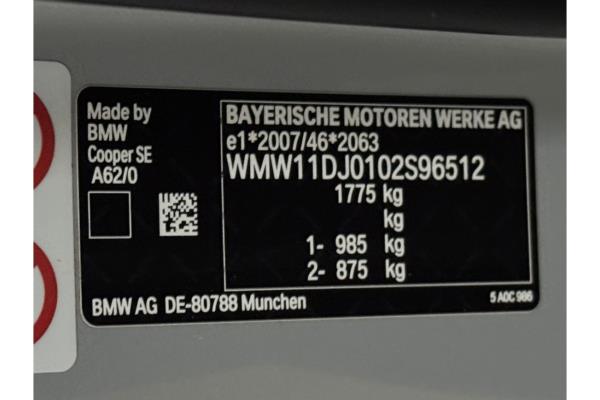 Made by
BMW
Cooper SE
A62/0
BAYERISCHE MOTOREN WERKE AG
e1*2007/46*2063
WMW11DJ0102S96512
1775 kg
kg
1- 985 kg
2- 875 kg
BMW AG DE-80788 Munchen
5 A0C 986